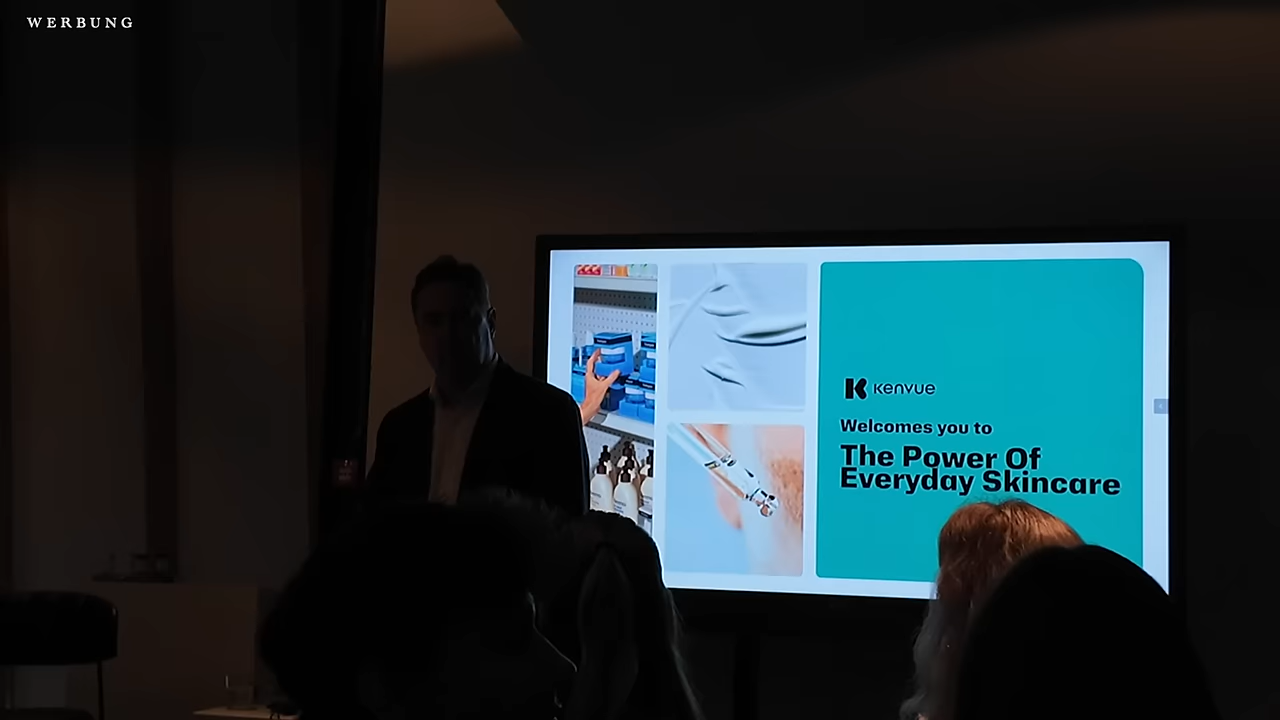 WERBUNG
KENVUE
Welcomes you to
The Power Of
Everyday Skincare